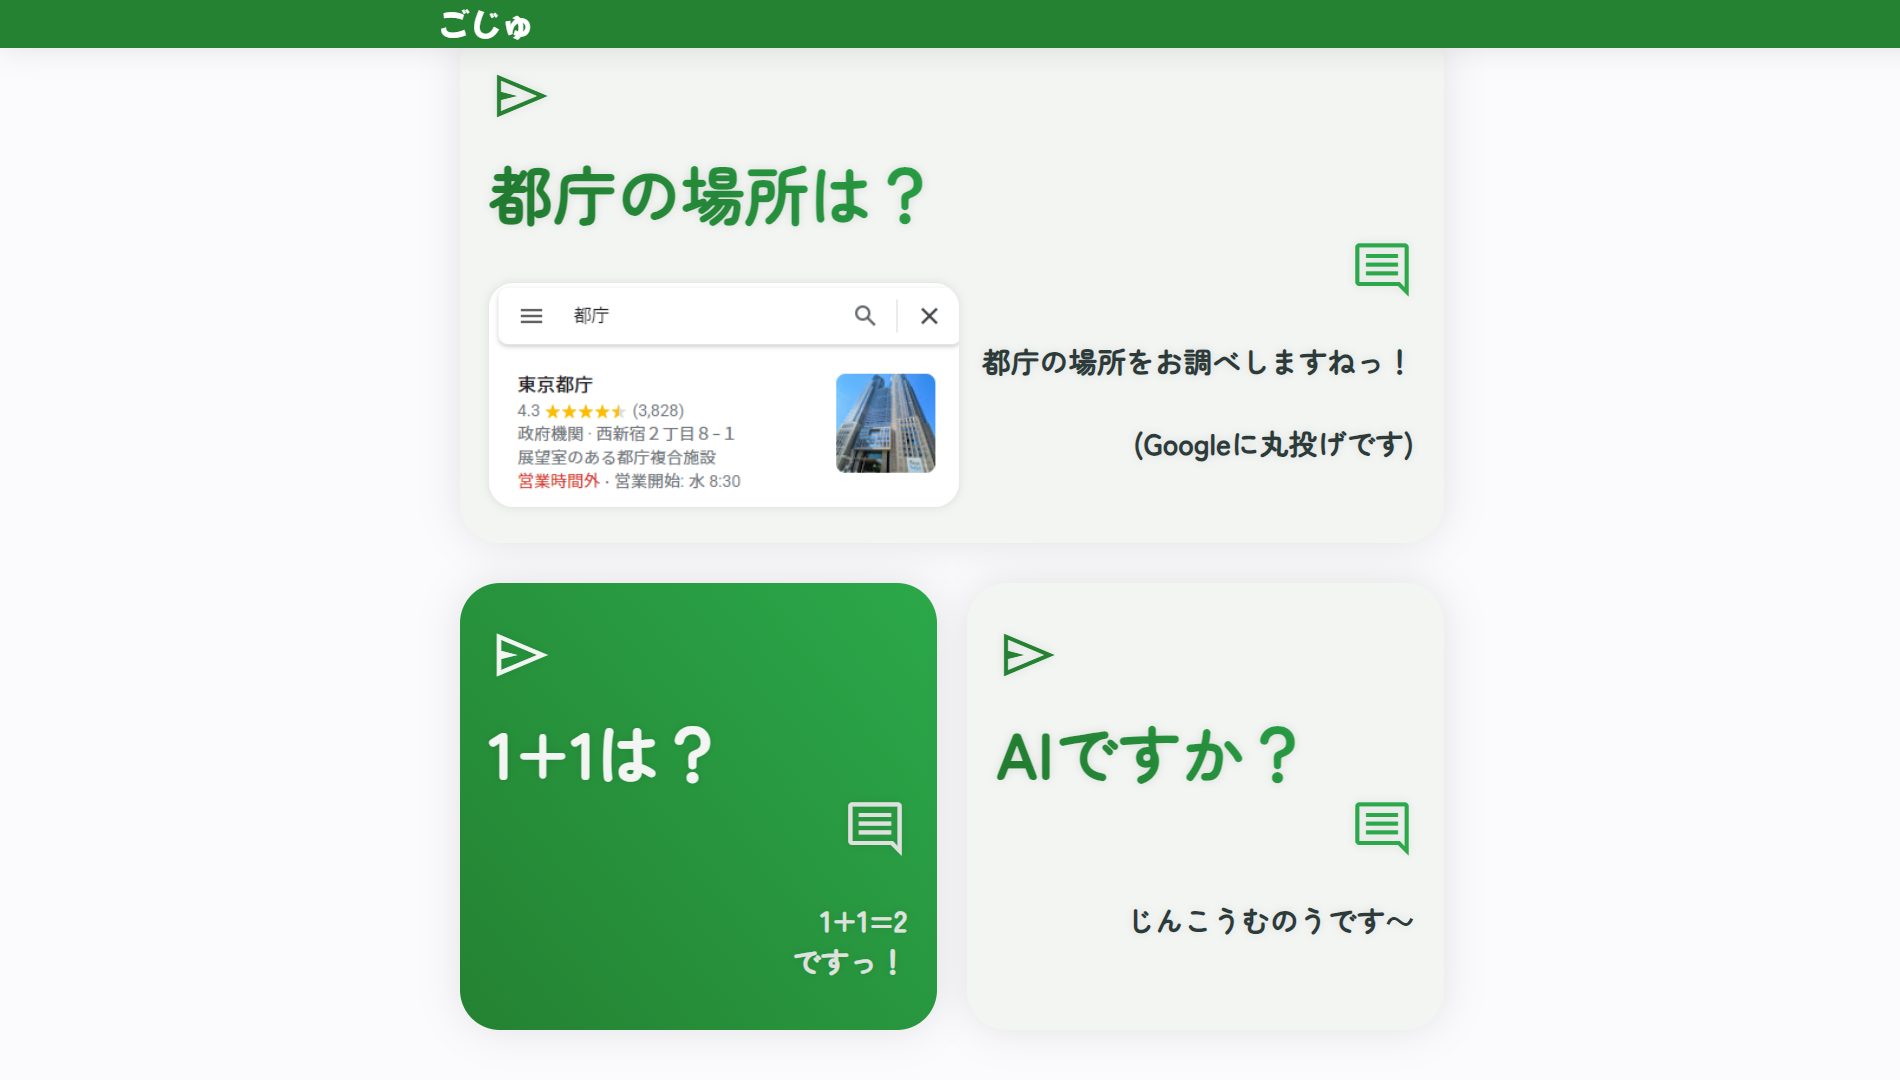 ごじゅ
都庁の場所は？
都庁
東京都庁
4.3 ★★★★★ (3,828)
政府機関 · 西新宿２丁目８−１
展望室のある都庁複合施設
営業時間外 · 営業開始: 水 8:30
都庁の場所をお調べしますねっ！
(Googleに丸投げです)
1+1は？
1+1=2
ですっ！
AIですか？
じんこうむのうです～